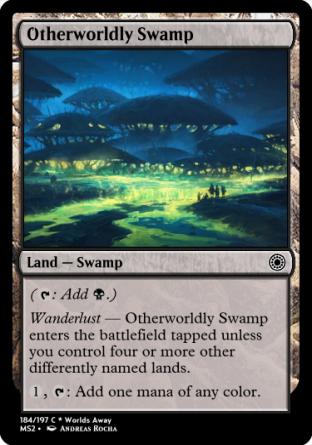 Otherworldly Swamp
Land — Swamp
( : Add .)
Wanderlust — Otherworldly Swamp
enters the battlefield tapped unless
you control four or more other
differently named lands.
1 , : Add one mana of any color.
184/197 C * Worlds Away
MS2 • Andreas Rocha